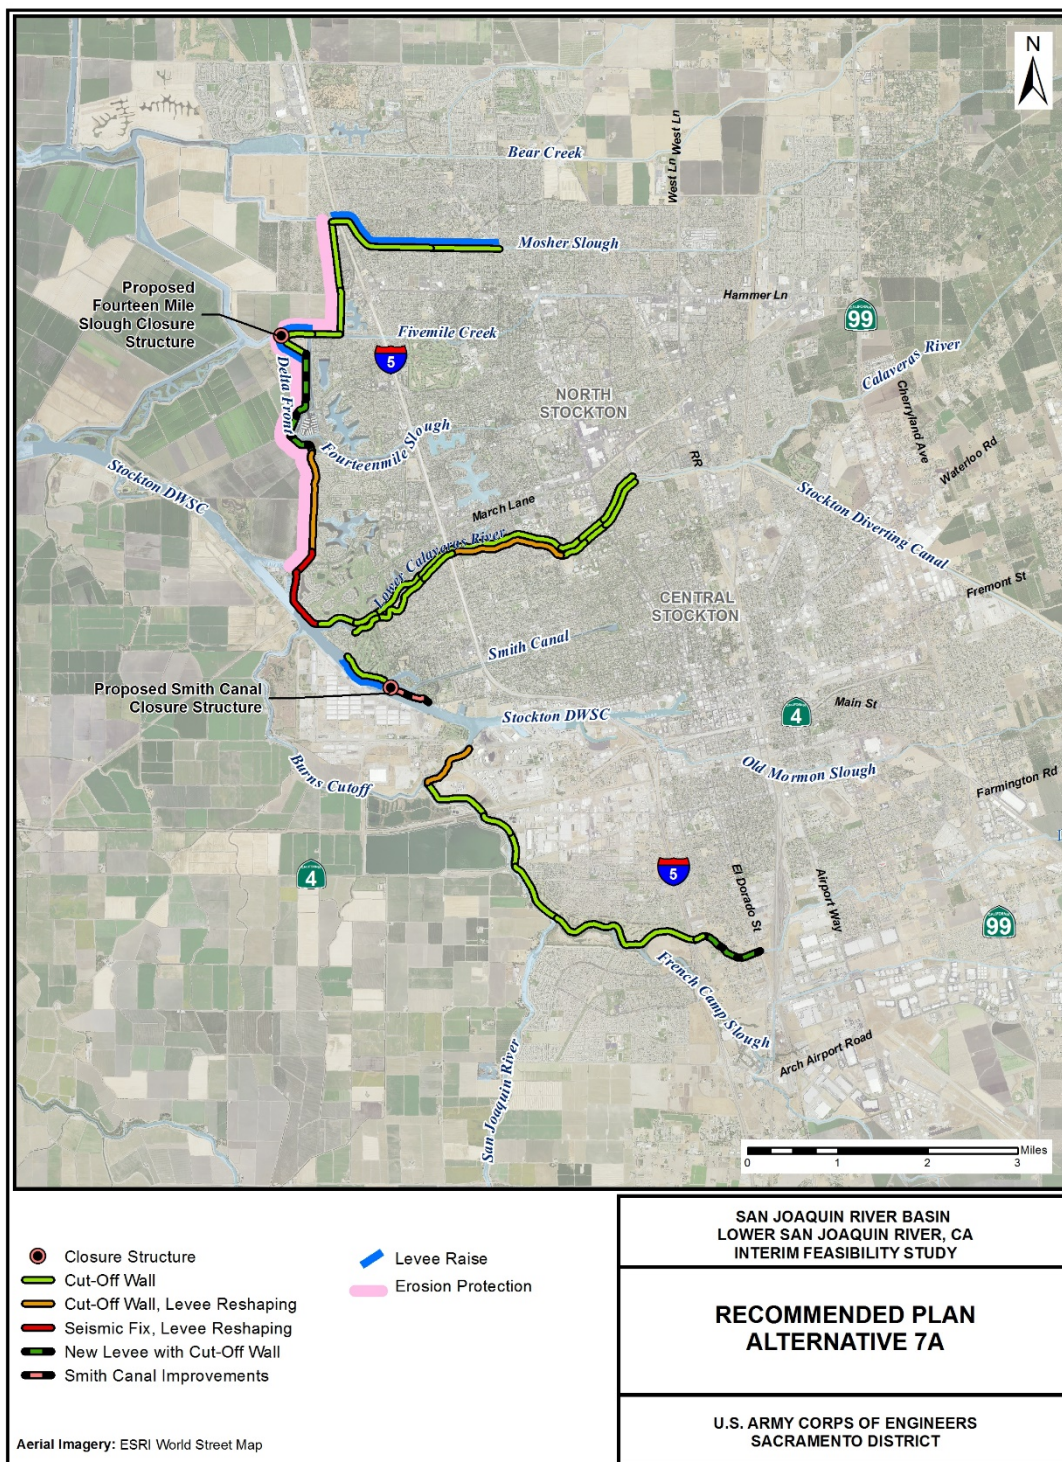 N
West Ln
West Ln
Bear Creek
Mosher Slough
Proposed
Fourteen Mile
Slough Closure
Structure
Hammer Ln
CALIFORNIA
99
Fivemile Creek
5
Delta Front
Calaveras River
NORTH
STOCKTON
Cherryland Ave
Fourteenmile Slough
Waterloo Rd
RR
Stockton DWSC
March Lane
Stockton Diverting Canal
Lower Calaveras River
Fremont St
CENTRAL
STOCKTON
Smith Canal
Proposed Smith Canal
Closure Structure
CALIFORNIA
4
Main St
Stockton DWSC
Old Mormon Slough
Burns Cutoff
Farmington Rd
CALIFORNIA
4
5
El Dorado St
Airport Way
CALIFORNIA
99
French Camp Slough
San Joaquin River
Arch Airport Road
Miles
0 1 2 3
Closure Structure
Cut-Off Wall
Cut-Off Wall, Levee Reshaping
Seismic Fix, Levee Reshaping
New Levee with Cut-Off Wall
Smith Canal Improvements
Levee Raise
Erosion Protection
Aerial Imagery: ESRI World Street Map
SAN JOAQUIN RIVER BASIN
LOWER SAN JOAQUIN RIVER, CA
INTERIM FEASIBILITY STUDY
RECOMMENDED PLAN
ALTERNATIVE 7A
U.S. ARMY CORPS OF ENGINEERS
SACRAMENTO DISTRICT